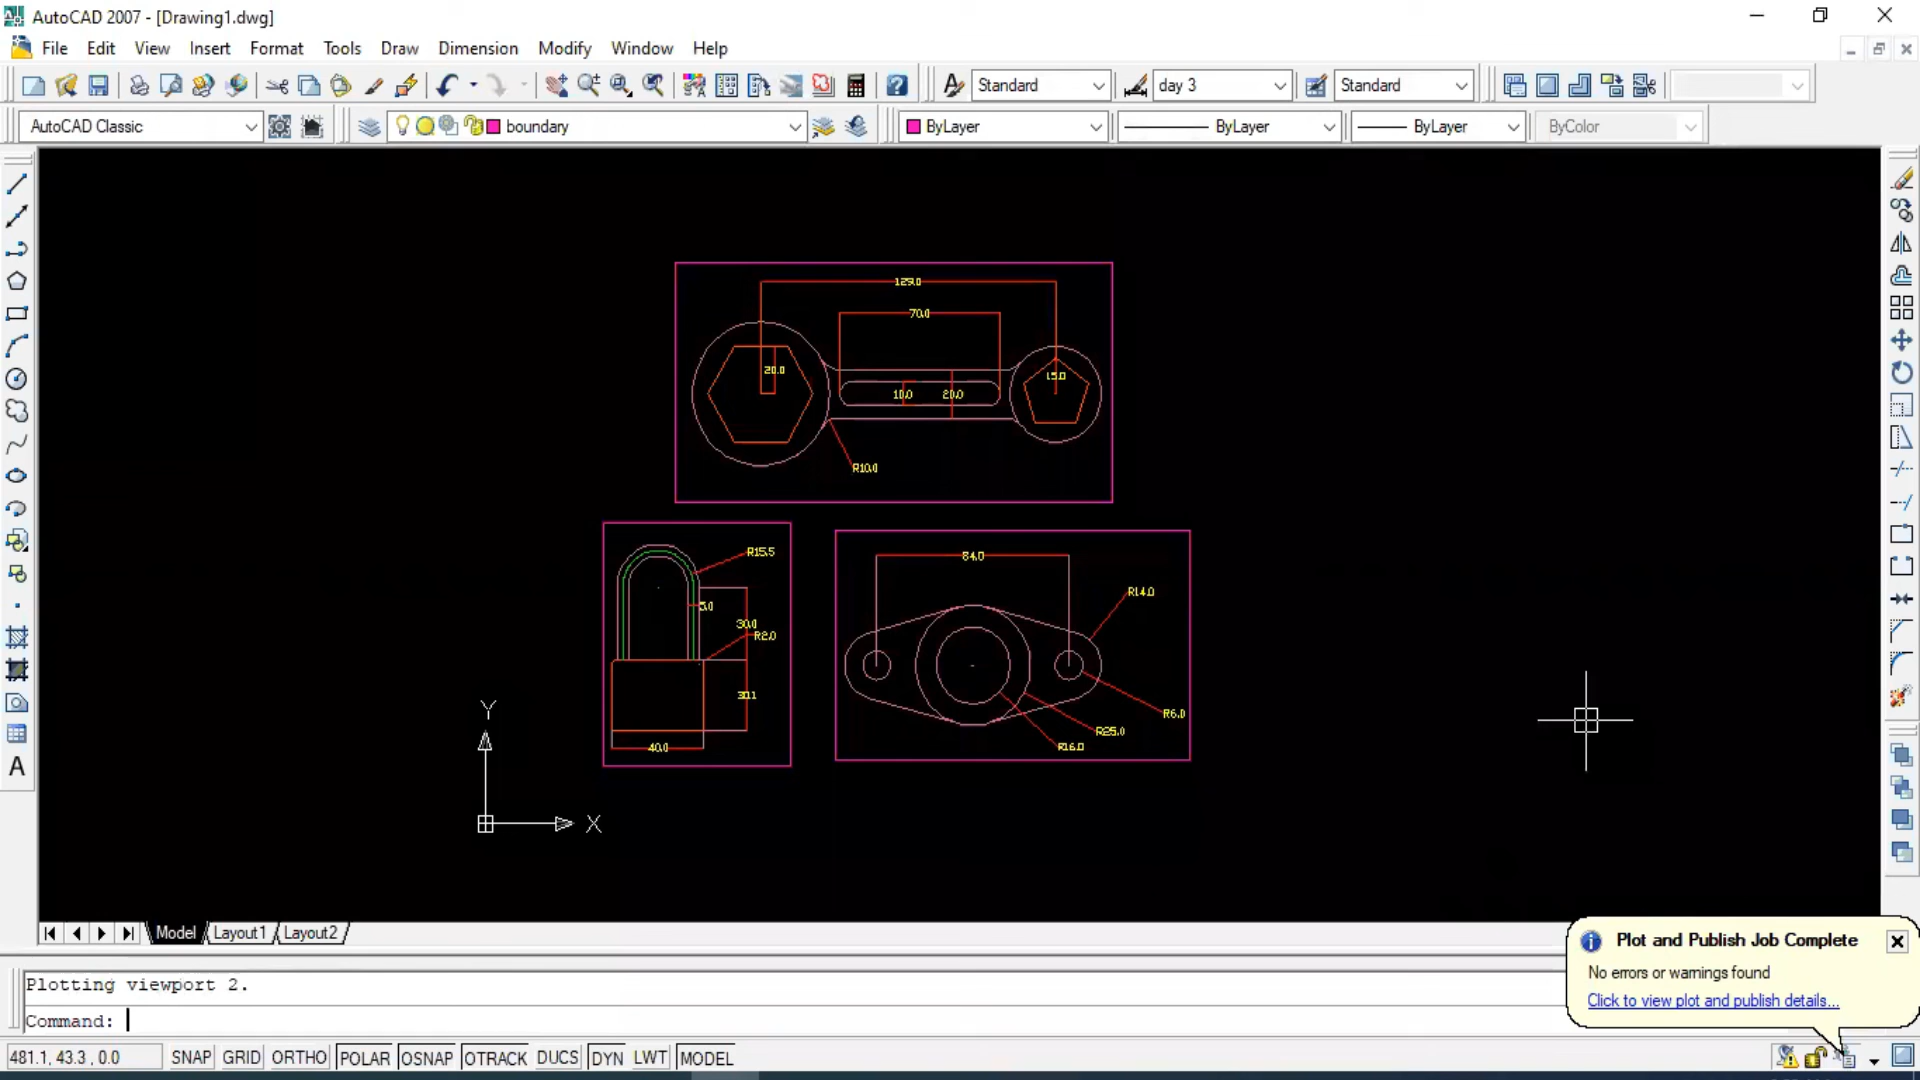 AutoCAD 2007 - [Drawing1.dwg]
File Edit View Insert Format Tools Draw Dimension Modify Window Help
Standard day 3 Standard
AutoCAD Classic boundary ByLayer ByLayer ByLayer ByColor
129.0
70.0
20.0
15.0
10.0 20.0
R10.0
R15.5
5.0
30.0
R2.0
30.1
40.0
84.0
R14.0
R6.0
R25.0
R16.0
Y
X
Model Layout1 Layout2
Plot and Publish Job Complete
No errors or warnings found
Click to view plot and publish details...
Plotting viewport 2.
Command:
481.1, 43.3 , 0.0 SNAP GRID ORTHO POLAR OSNAP OTRACK DUCS DYN LWT MODEL